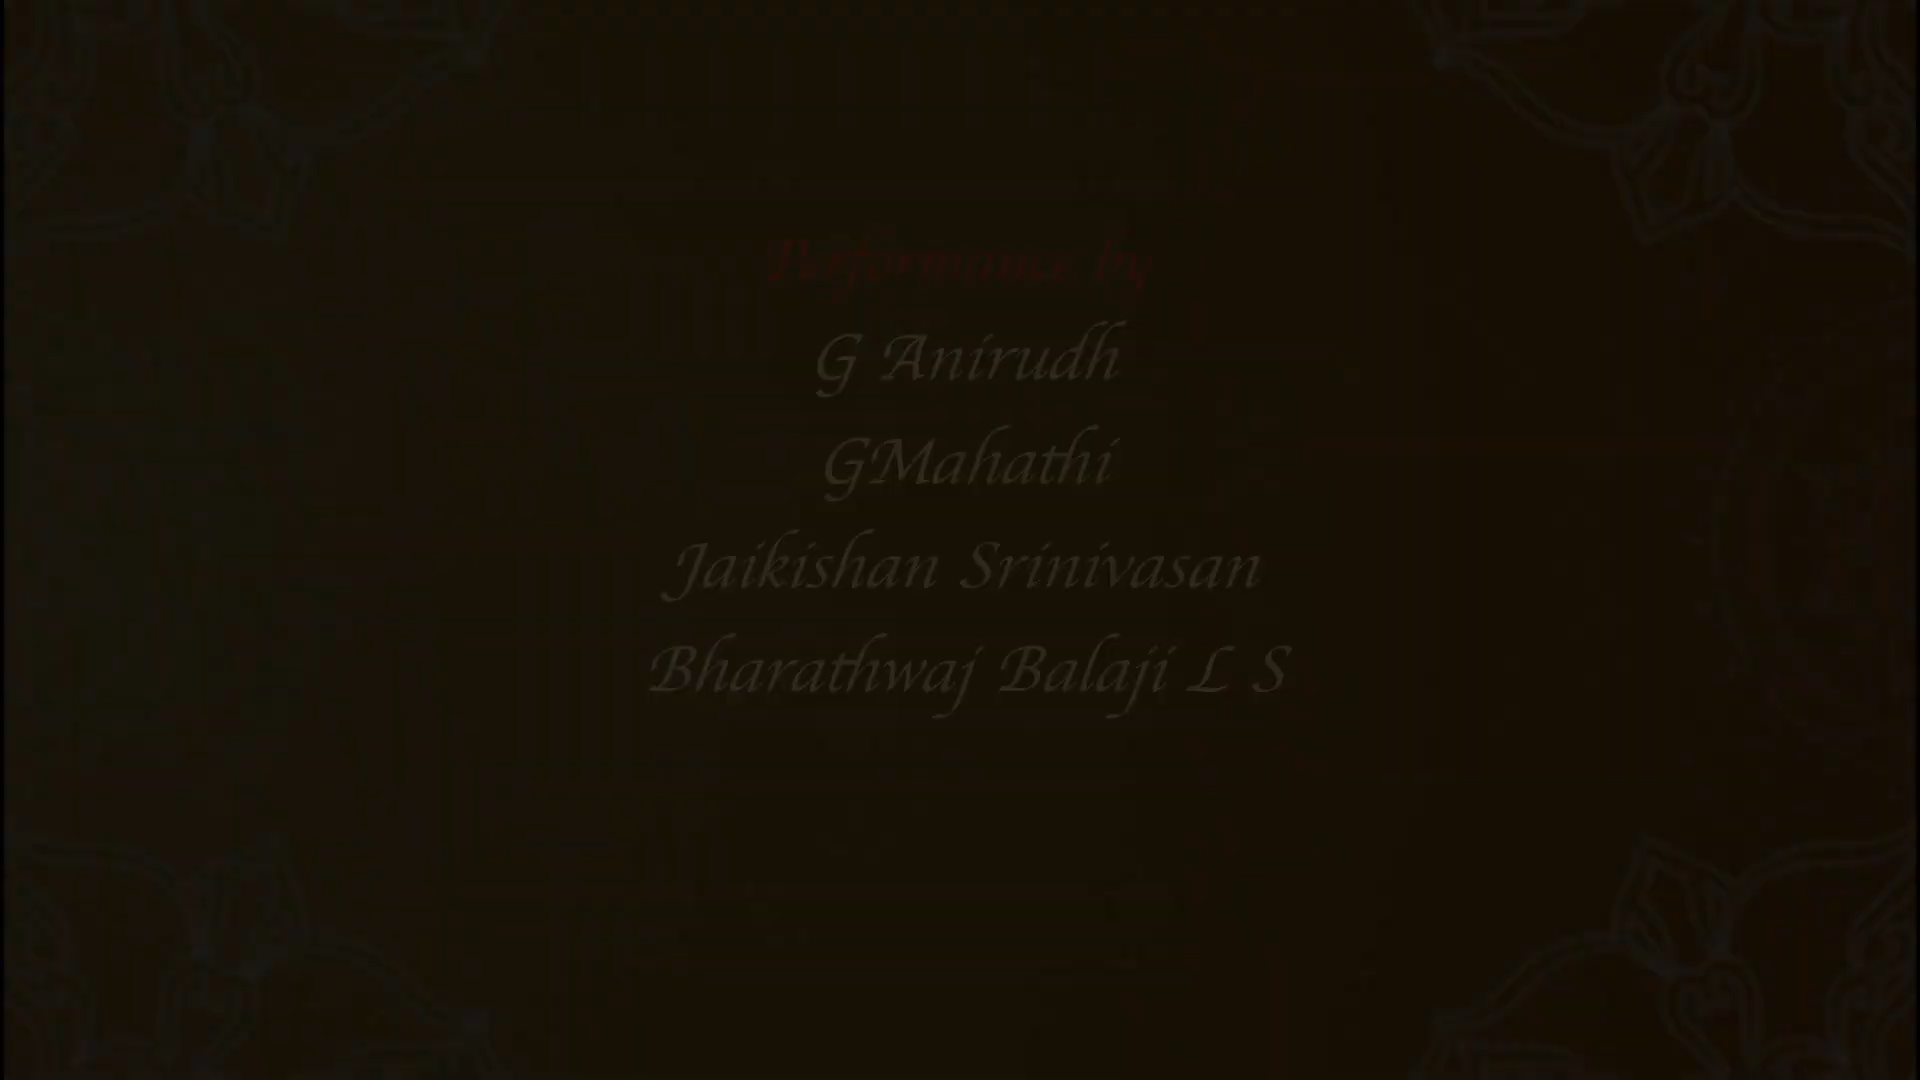 Performance by
G Anirudh
GMahathi
Jaikishan Srinivasan
Bharathwaj Balaji L S